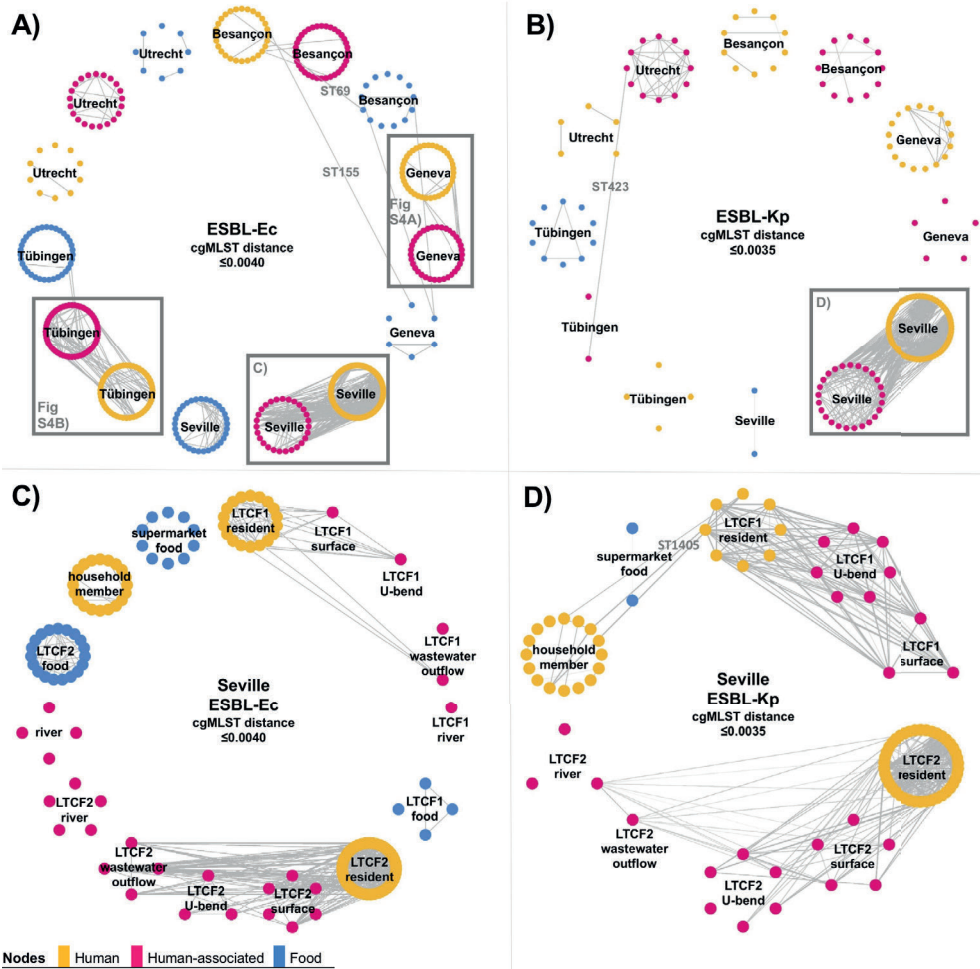 A)
Besançon
Besançon
Utrecht
ST69
Besançon
Utrecht
ST155
Geneva
Fig
S4A)
Utrecht
ESBL-Ec
cgMLST distance
≤0.0040
Tübingen
Geneva
Geneva
Tübingen
C)
Tübingen
Seville
Fig
S4B)
Seville
Seville
B)
Besançon
Utrecht
Besançon
Utrecht
Geneva
ST423
ESBL-Kp
cgMLST distance
≤0.0035
Tübingen
Geneva
D)
Tübingen
Seville
Tübingen
Seville
Seville
C)
LTCF1
resident
supermarket
food
LTCF1
surface
household
member
LTCF1
U-bend
LTCF2
food
LTCF1
wastewater
outflow
Seville
ESBL-Ec
cgMLST distance
≤0.0040
LTCF1
river
river
LTCF2
river
LTCF1
food
LTCF2
wastewater
outflow
LTCF2
resident
LTCF2
U-bend
LTCF2
surface
D)
LTCF1
resident
ST1405
supermarket
food
LTCF1
U-bend
household
member
LTCF1
surface
Seville
ESBL-Kp
cgMLST distance
≤0.0035
LTCF2
river
LTCF2
resident
LTCF2
wastewater
outflow
LTCF2
surface
LTCF2
U-bend
Nodes Human Human-associated Food